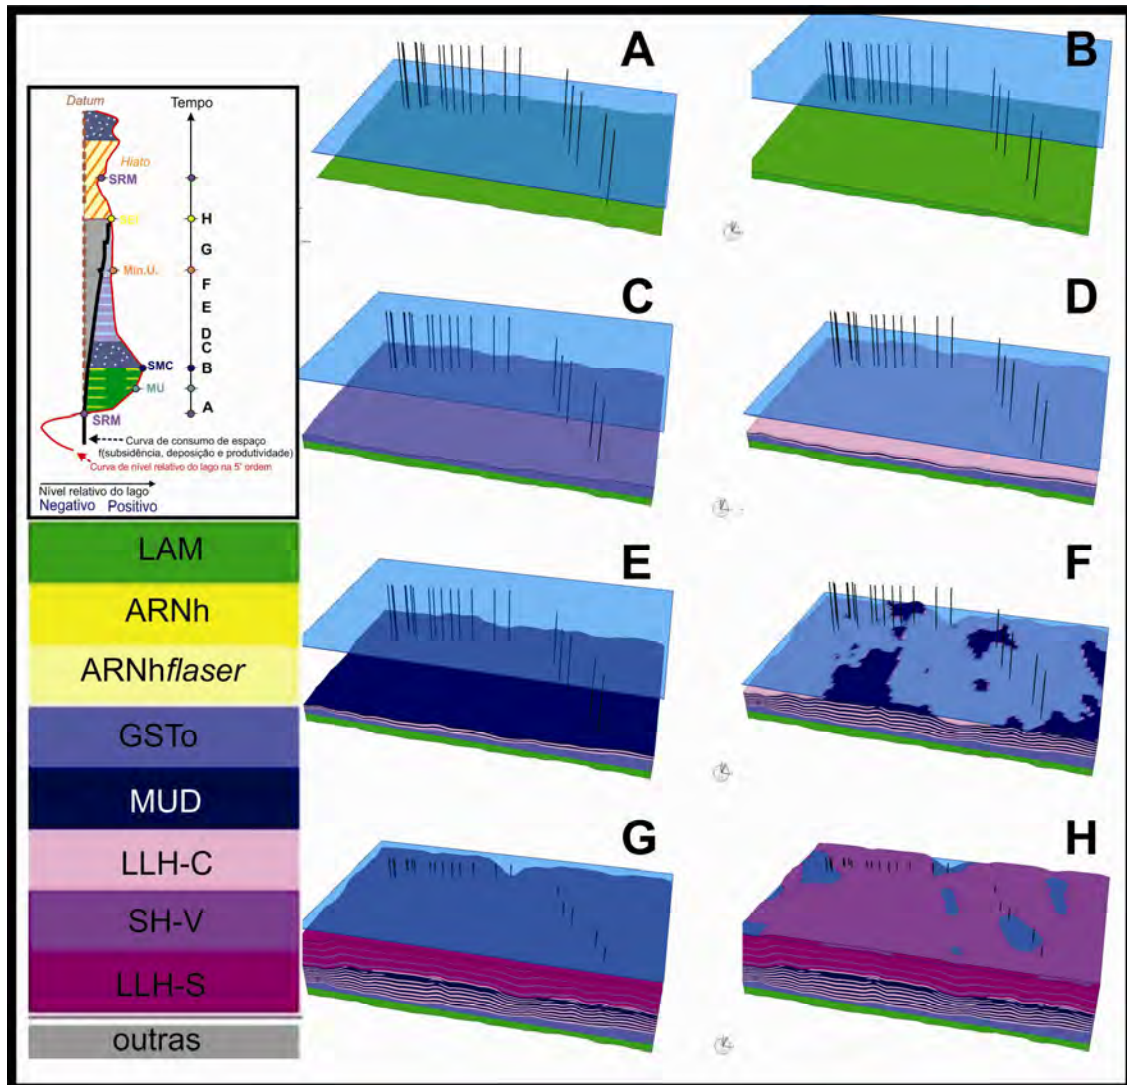 A
B
Datum
Tempo
Hiato
SRM
H
G
Min.U.
F
E
D
C
SMC
B
MU
A
SRM
Curva de consumo de espaço
f(subsidência, deposição e produtividade)
Curva de nível relativo do lago na 5ª ordem
Nível relativo do lago
Negativo Positivo
C
D
LAM
ARNh
ARNhflaser
GSTo
MUD
LLH-C
SH-V
LLH-S
outras
E
F
G
H